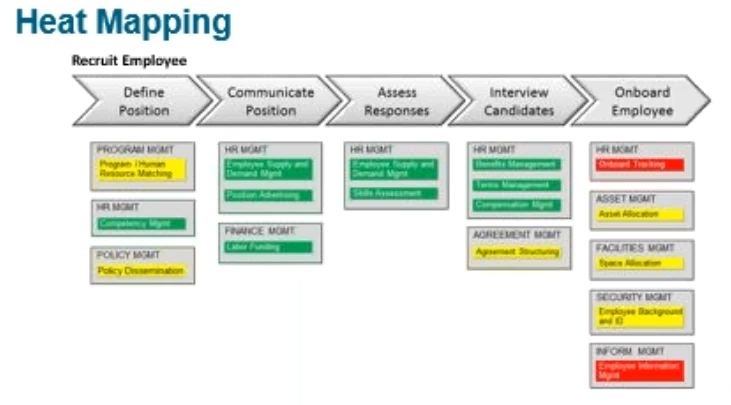 Heat Mapping
Recruit Employee
Define
Position
Communicate
Position
Assess
Responses
Interview
Candidates
Onboard
Employee
PROGRAM MGMT
Program / Human
Resource Matching
HR MGMT
Competency Mgmt
POLICY MGMT
Policy Dissemination
HR MGMT
Employee Supply and
Demand Mgmt
Position Advertising
FINANCE MGMT
Labor Funding
HR MGMT
Employee Supply and
Demand Mgmt
Skills Assessment
HR MGMT
Benefits Management
Terms Management
Compensation Mgmt
AGREEMENT MGMT
Agreement Structuring
HR MGMT
Onboard Tracking
ASSET MGMT
Asset Allocation
FACILITIES MGMT
Space Allocation
SECURITY MGMT
Employee Background
and ID
INFORM. MGMT
Employee Information
Mgmt